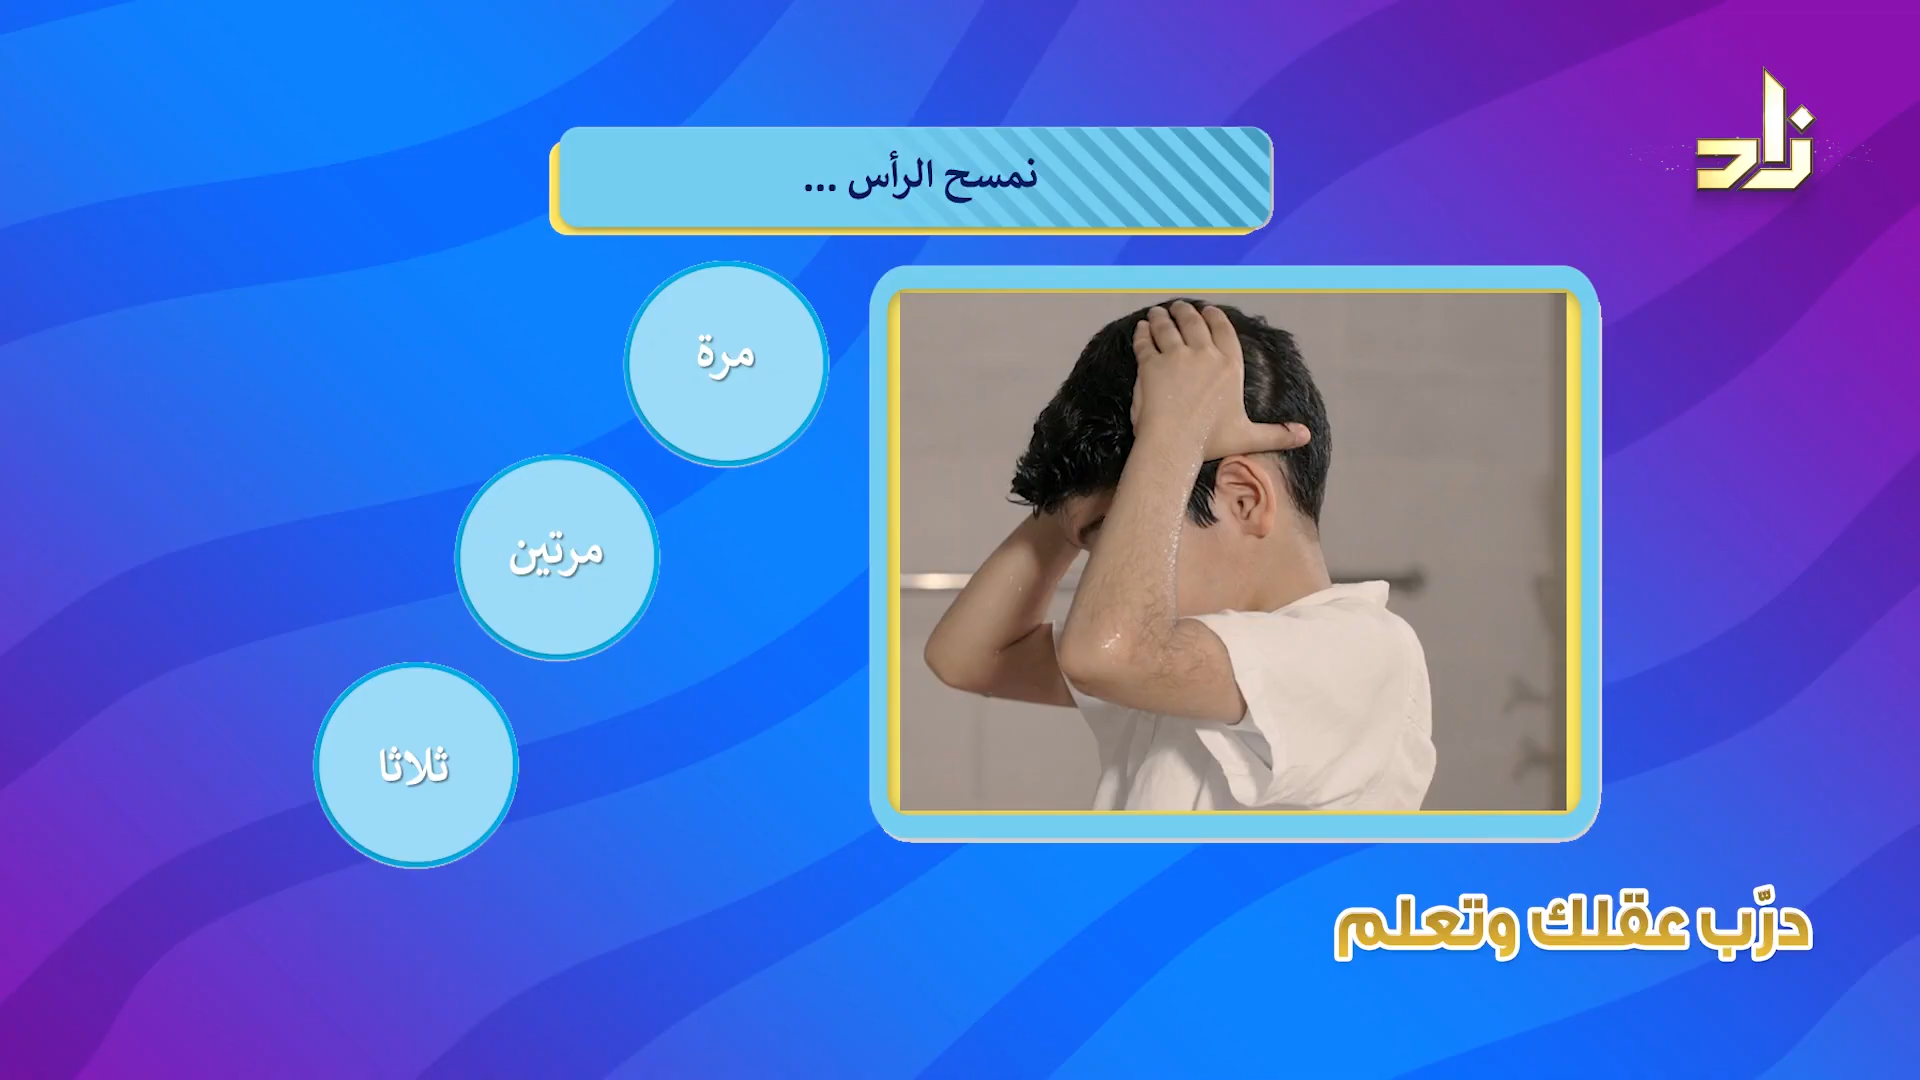 زاد
نمسح الرأس ...
مرة
مرتين
ثلاثا
درّب عقلك وتعلم